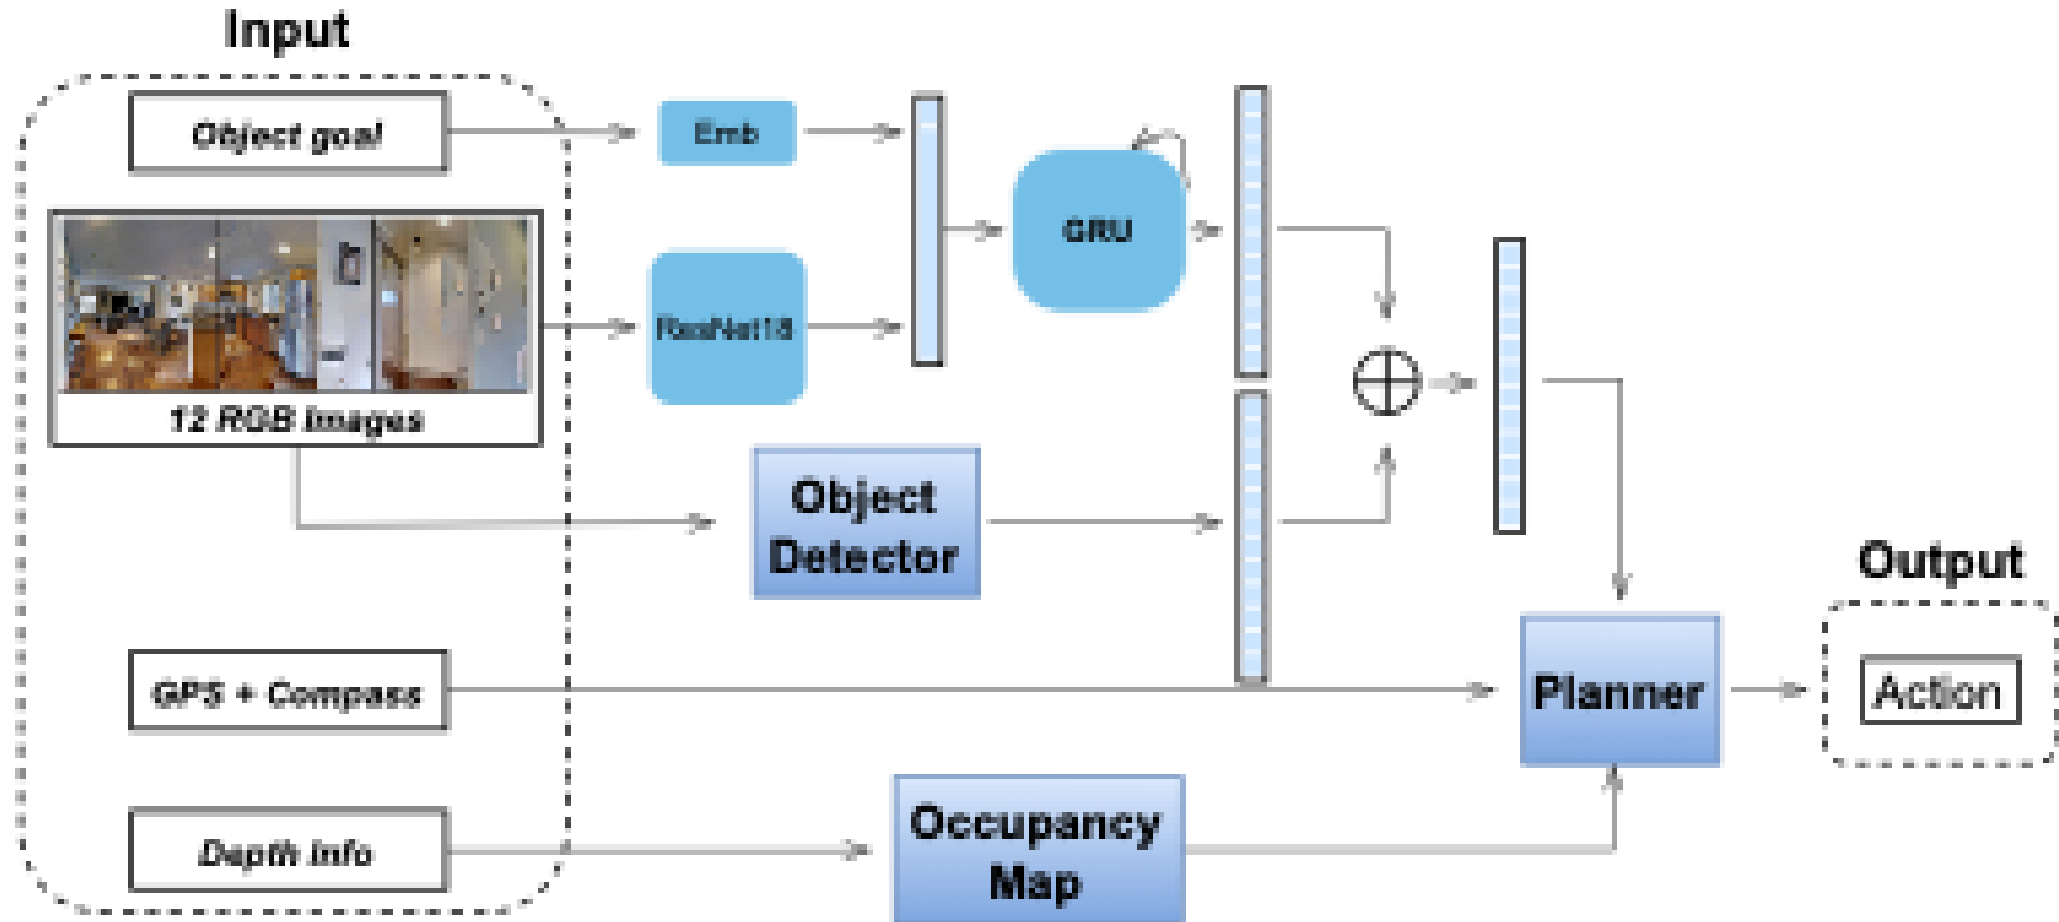 Input
Object goal
Emb
GRU
ResNet18
12 RGB Images
Object
Detector
Output
GPS + Compass
Planner
Action
Occupancy
Map
Depth Info